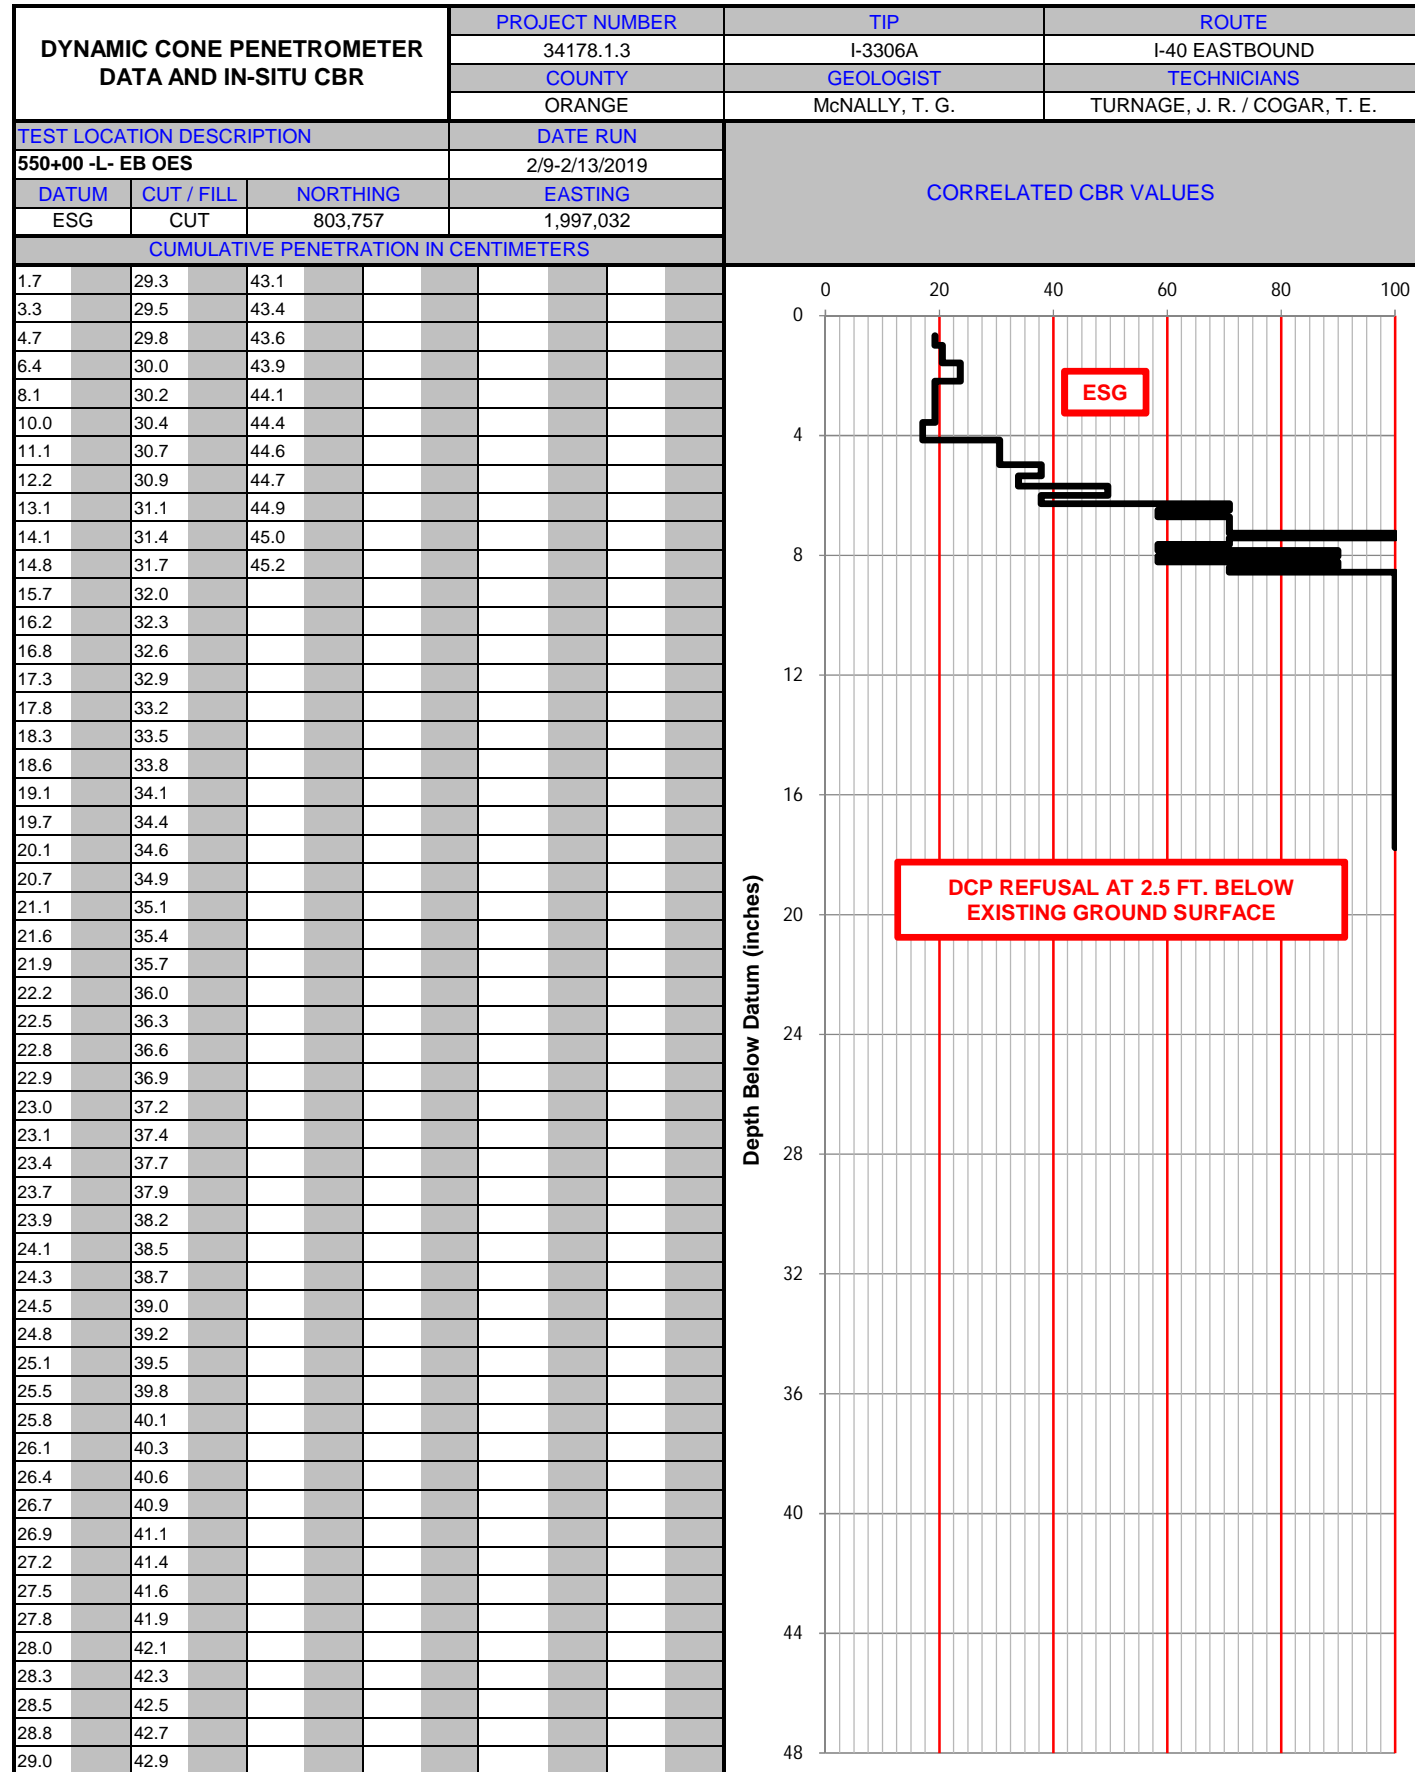 DYNAMIC CONE PENETROMETER
DATA AND IN-SITU CBR
PROJECT NUMBER TIP ROUTE
34178.1.3 I-3306A I-40 EASTBOUND
COUNTY GEOLOGIST TECHNICIANS
ORANGE McNALLY, T. G. TURNAGE, J. R. / COGAR, T. E.
TEST LOCATION DESCRIPTION DATE RUN
550+00 -L- EB OES 2/9-2/13/2019
DATUM CUT / FILL NORTHING EASTING
ESG CUT 803,757 1,997,032
CUMULATIVE PENETRATION IN CENTIMETERS
CORRELATED CBR VALUES
1.7 29.3 43.1
3.3 29.5 43.4
4.7 29.8 43.6
6.4 30.0 43.9
8.1 30.2 44.1
10.0 30.4 44.4
11.1 30.7 44.6
12.2 30.9 44.7
13.1 31.1 44.9
14.1 31.4 45.0
14.8 31.7 45.2
15.7 32.0
16.2 32.3
16.8 32.6
17.3 32.9
17.8 33.2
18.3 33.5
18.6 33.8
19.1 34.1
19.7 34.4
20.1 34.6
20.7 34.9
21.1 35.1
21.6 35.4
21.9 35.7
22.2 36.0
22.5 36.3
22.8 36.6
22.9 36.9
23.0 37.2
23.1 37.4
23.4 37.7
23.7 37.9
23.9 38.2
24.1 38.5
24.3 38.7
24.5 39.0
24.8 39.2
25.1 39.5
25.5 39.8
25.8 40.1
26.1 40.3
26.4 40.6
26.7 40.9
26.9 41.1
27.2 41.4
27.5 41.6
27.8 41.9
28.0 42.1
28.3 42.3
28.5 42.5
28.8 42.7
29.0 42.9
0 20 40 60 80 100
0
4
8
12
16
20
24
28
32
36
40
44
48
Depth Below Datum (inches)
ESG
DCP REFUSAL AT 2.5 FT. BELOW
EXISTING GROUND SURFACE